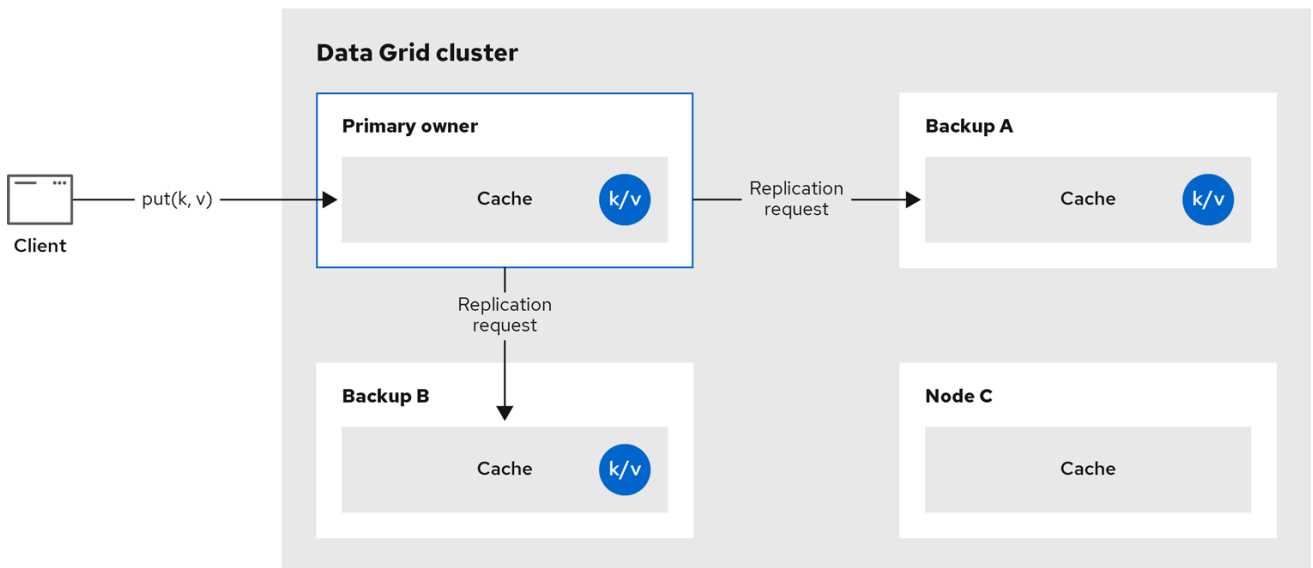 Data Grid cluster
Primary owner
Cache
k/v
Backup A
Cache
k/v
put(k, v)
Client
Replication
request
Replication
request
Backup B
Cache
k/v
Node C
Cache